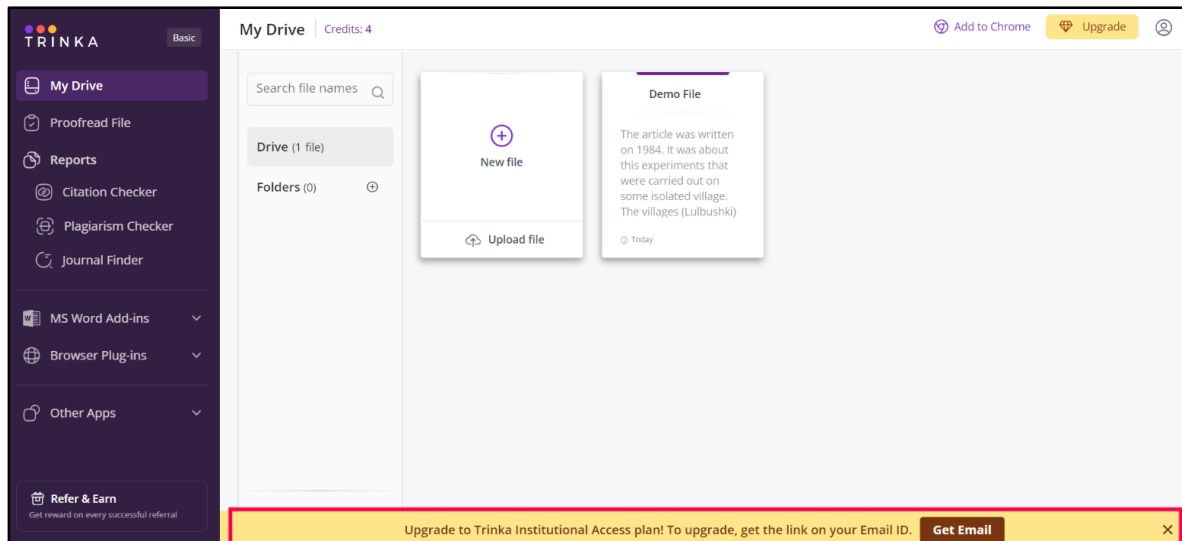 TRINKA
Basic
My Drive
Proofread File
Reports
Citation Checker
Plagiarism Checker
Journal Finder
MS Word Add-ins
Browser Plug-ins
Other Apps
Refer & Earn
Get reward on every successful referral
My Drive
Credits: 4
Add to Chrome
Upgrade
Search file names
Drive (1 file)
Folders (0)
New file
Upload file
Demo File
The article was written
on 1984. It was about
this experiments that
were carried out on
some isolated village.
The villages (Lulbushki)
Today
Upgrade to Trinka Institutional Access plan! To upgrade, get the link on your Email ID.
Get Email